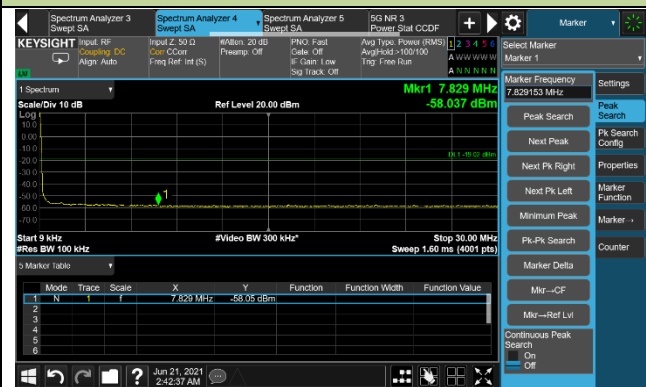 Spectrum Analyzer 3
Swept SA
Spectrum Analyzer 4
Swept SA
Spectrum Analyzer 5
Swept SA
5G NR 3
Power Stat CCDF
Marker
KEYSIGHT
Input: RF
Coupling: DC
Align: Auto
Input Z: 50 Ω
Corr CCorr
Freq Ref: Int (S)
#Atten: 20 dB
Preamp: Off
PNO: Fast
Gate: Off
IF Gain: Low
Sig Track: Off
Avg Type: Power (RMS)
Avg|Hold:>100/100
Trig: Free Run
1 2 3 4 5 6
A WW WW W
A N N N N N
LXI
Select Marker
Marker 1
1 Spectrum
Scale/Div 10 dB
Ref Level 20.00 dBm
Mkr1 7.829 MHz
-58.037 dBm
Log
10.0
0.00
-10.0
-20.0
-30.0
-40.0
-50.0
-60.0
-70.0
DL1 -19.02 dBm
1
Start 9 kHz
#Res BW 100 kHz
#Video BW 300 kHz*
Stop 30.00 MHz
Sweep 1.60 ms (4001 pts)
5 Marker Table
Mode Trace Scale X Y Function Function Width Function Value
1 N 1 f 7.829 MHz -58.05 dBm
2
3
4
5
6
Marker Frequency
7.829153 MHz
Peak Search
Next Peak
Next Pk Right
Next Pk Left
Minimum Peak
Pk-Pk Search
Marker Delta
Mkr→CF
Mkr→Ref Lvl
Continuous Peak
Search
On
Off
Settings
Peak
Search
Pk Search
Config
Properties
Marker
Function
Marker→
Counter
?
Jun 21, 2021
2:42:37 AM